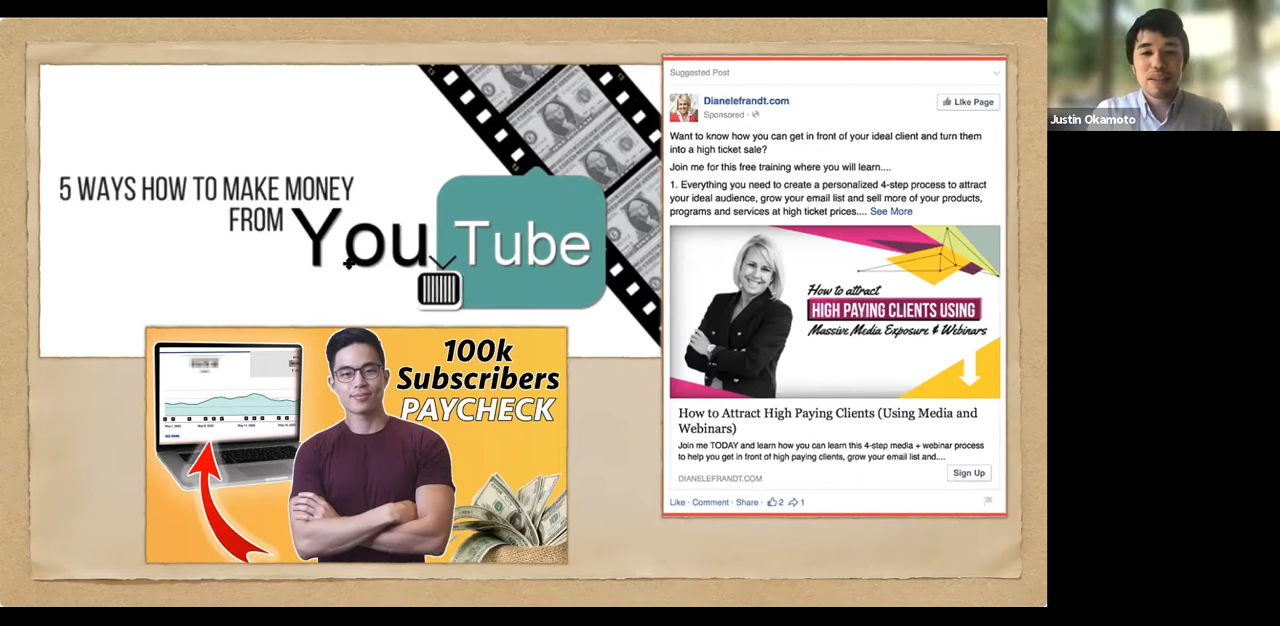 5 WAYS HOW TO MAKE MONEY
FROM YouTube
100k
Subscribers
PAYCHECK
Suggested Post
Dianelefrandt.com
Sponsored ·
Like Page
Want to know how you can get in front of your ideal client and turn them
into a high ticket sale?
Join me for this free training where you will learn....
1. Everything you need to create a personalized 4-step process to attract
your ideal audience, grow your email list and sell more of your products,
programs and services at high ticket prices.... See More
How to attract
HIGH PAYING CLIENTS USING
Massive Media Exposure & Webinars
How to Attract High Paying Clients (Using Media and
Webinars)
Join me TODAY and learn how you can learn this 4-step media + webinar process
to help you get in front of high paying clients, grow your email list and....
Sign Up
DIANELEFRANDT.COM
Like · Comment · Share · 2 1
Justin Okamoto